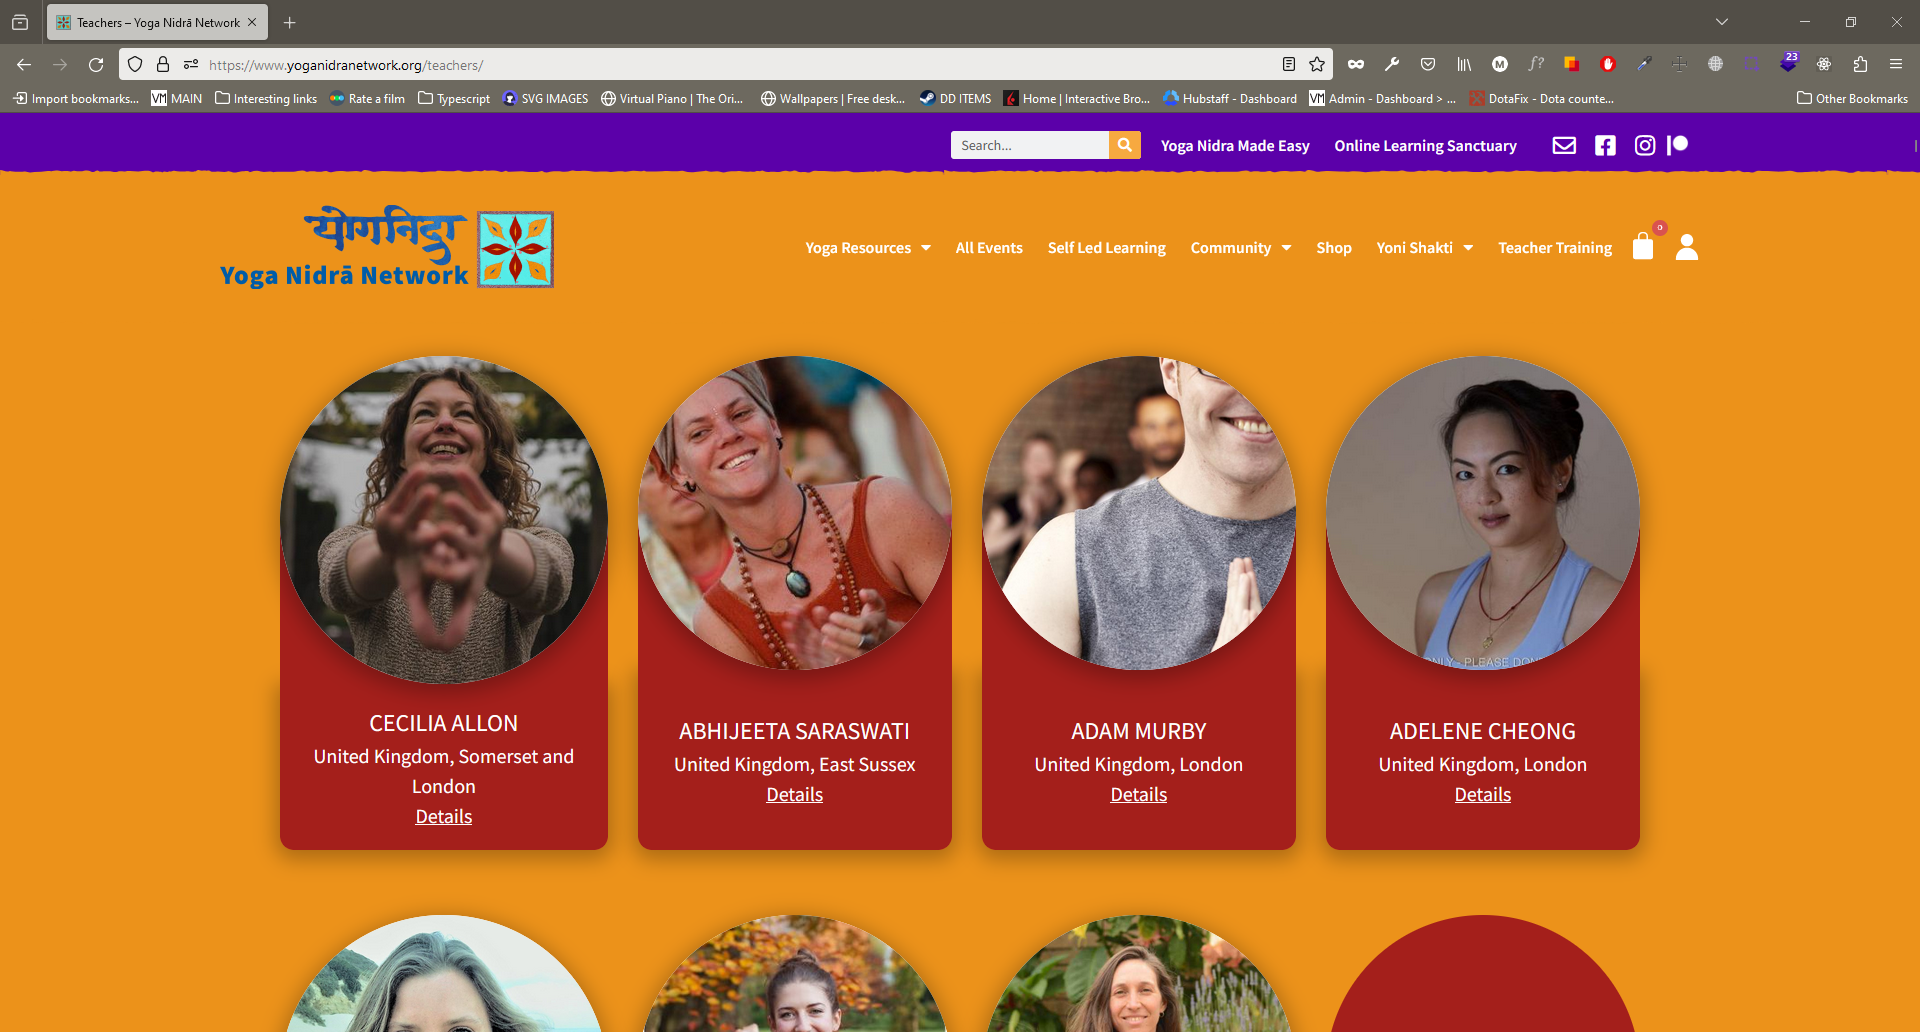 Teachers – Yoga Nidrā Network
https://www.yoganidranetwork.org/teachers/
23
Import bookmarks...
MAIN
Interesting links
Rate a film
Typescript
SVG IMAGES
Virtual Piano | The Ori...
Wallpapers | Free desk...
DD ITEMS
Home | Interactive Bro...
Hubstaff - Dashboard
Admin - Dashboard > ...
DotaFix - Dota counte...
Other Bookmarks
Search...
Yoga Nidra Made Easy
Online Learning Sanctuary
योगनिद्रा
Yoga Nidrā Network
Yoga Resources
All Events
Self Led Learning
Community
Shop
Yoni Shakti
Teacher Training
0
CECILIA ALLON
United Kingdom, Somerset and
London
Details
ABHIJEETA SARASWATI
United Kingdom, East Sussex
Details
ADAM MURBY
United Kingdom, London
Details
ONLY - PLEASE
ADELENE CHEONG
United Kingdom, London
Details